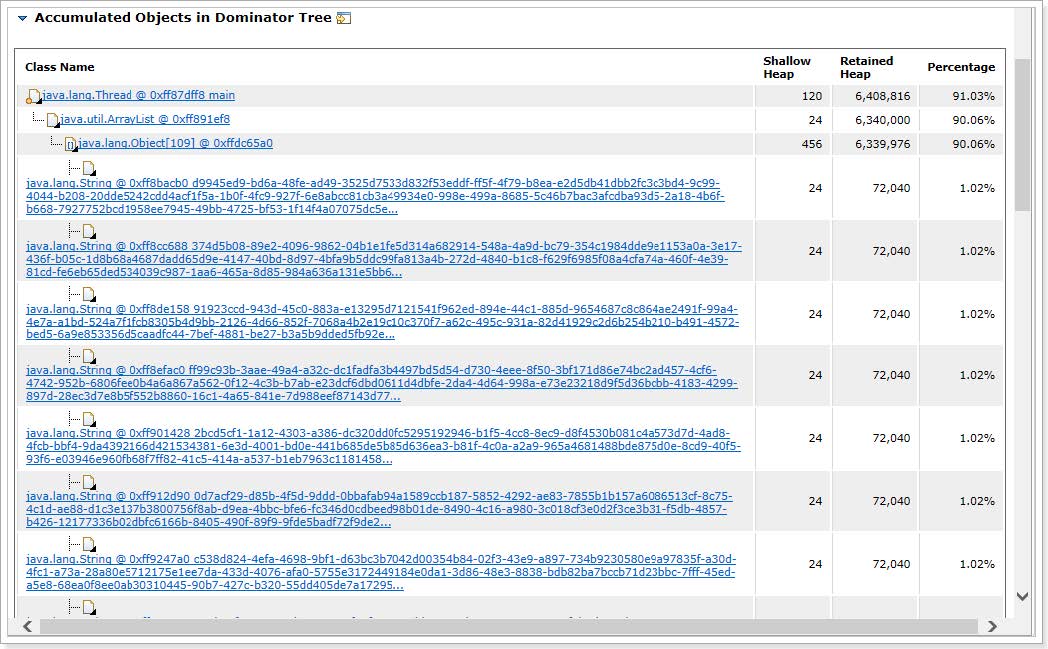 Accumulated Objects in Dominator Tree
Class Name Shallow Heap Retained Heap Percentage
java.lang.Thread @ 0xff87dff8 main 120 6,408,816 91.03%
java.util.ArrayList @ 0xff891ef8 24 6,340,000 90.06%
java.lang.Object[109] @ 0xffdc65a0 456 6,339,976 90.06%
java.lang.String @ 0xff8bacb0 d9945ed9-bd6a-48fe-ad49-3525d7533d832f53eddf-ff5f-4f79-b8ea-e2d5db41dbb2fc3c3bd4-9c99-
4044-b208-20dde5242cdd4acf1f5a-1b0f-4fc9-927f-6e8abcc81cb3a49934e0-998e-499a-8685-5c46b7bac3afcdba93d5-2a18-4b6f-
b668-7927752bcd1958ee7945-49bb-4725-bf53-1f14f4a07075dc5e...
24 72,040 1.02%
java.lang.String @ 0xff8cc688 374d5b08-89e2-4096-9862-04b1e1fe5d314a682914-548a-4a9d-bc79-354c1984dde9e1153a0a-3e17-
436f-b05c-1d8b68a4687dadd65d9e-4147-40bd-8d97-4bfa9b5ddc99fa813a4b-272d-4840-b1c8-f629f6985f08a4cfa74a-460f-4e39-
81cd-fe6eb65ded534039c987-1aa6-465a-8d85-984a636a131e5bb6...
24 72,040 1.02%
java.lang.String @ 0xff8de158 91923ccd-943d-45c0-883a-e13295d7121541f962ed-894e-44c1-885d-9654687c8c864ae2491f-99a4-
4e7a-a1bd-524a7f1fcb8305b4d9bb-2126-4d66-852f-7068a4b2e19c10c370f7-a62c-495c-931a-82d41929c2d6b254b210-b491-4572-
bed5-6a9e853356d5caadfc44-7bef-4881-be27-b3a5b9dded5fb92e...
24 72,040 1.02%
java.lang.String @ 0xff8efac0 ff99c93b-3aae-49a4-a32c-dc1fadfa3b4497bd5d54-d730-4eee-8f50-3bf171d86e74bc2ad457-4cf6-
4742-952b-6806fee0b4a6a867a562-0f12-4c3b-b7ab-e23dcf6dbd0611d4dbfe-2da4-4d64-998a-e73e23218d9f5d36bcbb-4183-4299-
897d-28ec3d7e8b5f552b8860-16c1-4a65-841e-7d988eef87143d77...
24 72,040 1.02%
java.lang.String @ 0xff901428 2bcd5cf1-1a12-4303-a386-dc320dd0fc5295192946-b1f5-4cc8-8ec9-d8f4530b081c4a573d7d-4ad8-
4fcb-bbf4-9da4392166d421534381-6e3d-4001-bd0e-441b685de5b85d636ea3-b81f-4c0a-a2a9-965a4681488bde875d0e-8cd9-40f5-
93f6-e03946e960fb68f7ff82-41c5-414a-a537-b1eb7963c1181458...
24 72,040 1.02%
java.lang.String @ 0xff912d90 0d7acf29-d85b-4f5d-9ddd-0bbafab94a1589ccb187-5852-4292-ae83-7855b1b157a6086513cf-8c75-
4c1d-ae88-d1c3e137b3800756f8ab-d9ea-4bbc-bfe6-fc346d0cdbeed98b01de-8490-4c16-a980-3c018cf3e0d2f3ce3b31-f5db-4857-
b426-12177336b02dbfc6166b-8405-490f-89f9-9fde5badf72f9de2...
24 72,040 1.02%
java.lang.String @ 0xff9247a0 c538d824-4efa-4698-9bf1-d63bc3b7042d00354b84-02f3-43e9-a897-734b9230580e9a97835f-a30d-
4fc1-a73a-28a80e5712175e1ee7da-433d-4076-afa0-5755e3172449184e0da1-3d86-48e3-8838-bdb82ba7bccb71d23bbc-7fff-45ed-
a5e8-68ea0f8ee0ab30310445-90b7-427c-b320-55dd405de7a17295...
24 72,040 1.02%